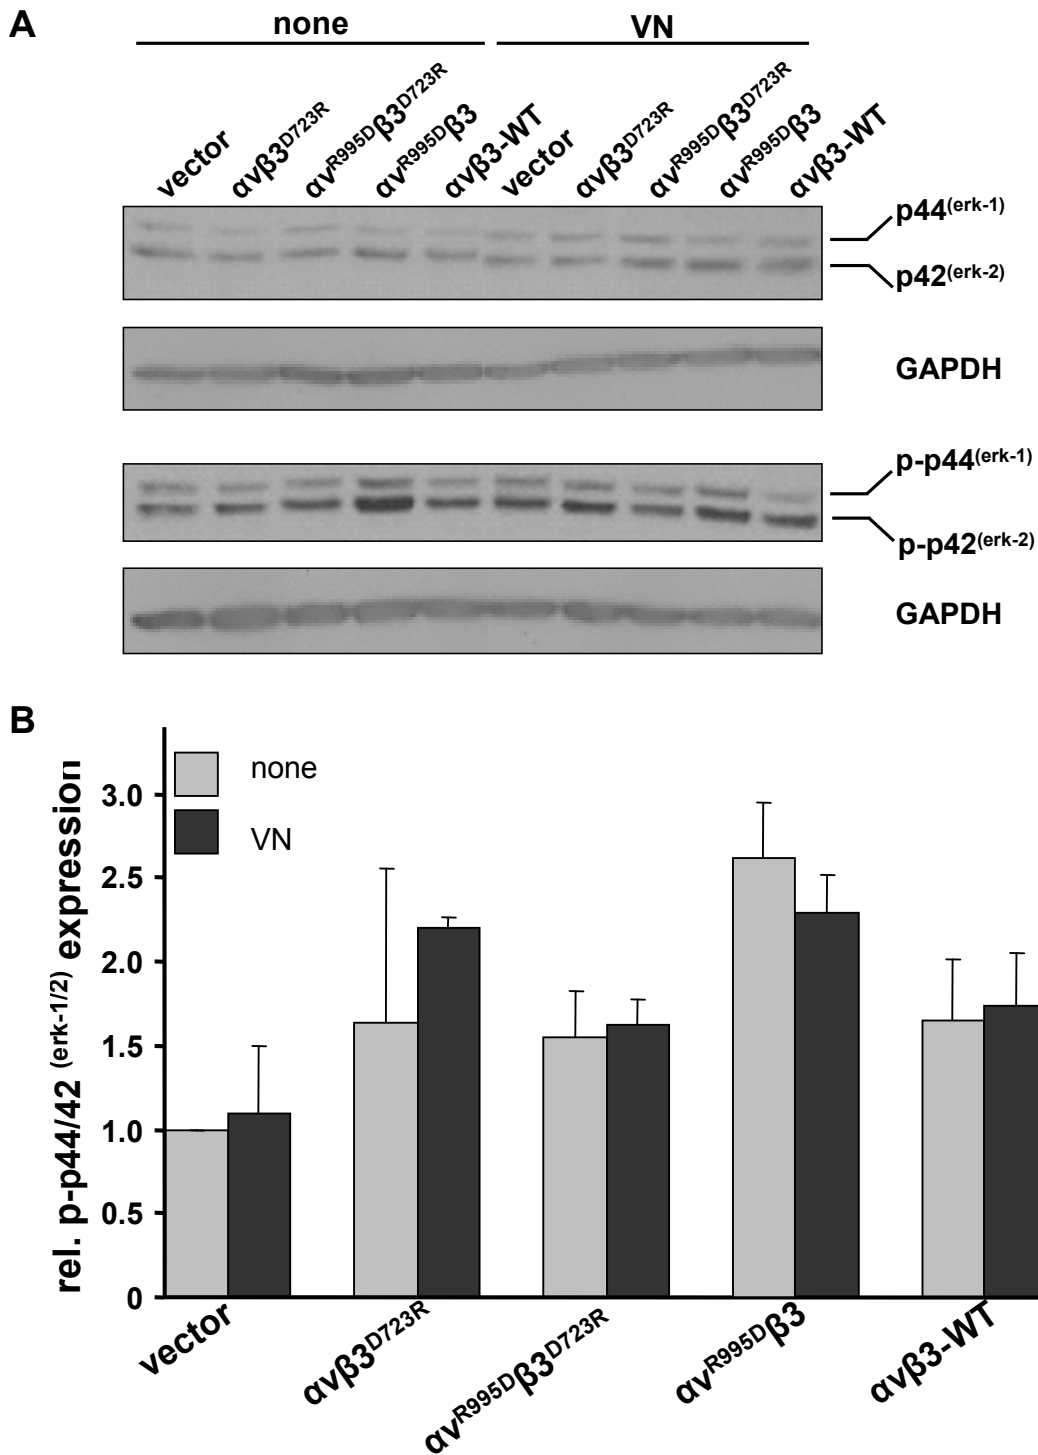 A
none VN
vector αvβ3D723R αvR995Dβ3D723R αvR995Dβ3 αvβ3-WT vector αvβ3D723R αvR995Dβ3D723R αvR995Dβ3 αvβ3-WT
p44(erk-1)
p42(erk-2)
GAPDH
p-p44(erk-1)
p-p42(erk-2)
GAPDH
B
none
VN
rel. p-p44/42 (erk-1/2) expression
3.0
2.5
2.0
1.5
1.0
0.5
0
vector αvβ3D723R αvR995Dβ3D723R αvR995Dβ3 αvβ3-WT